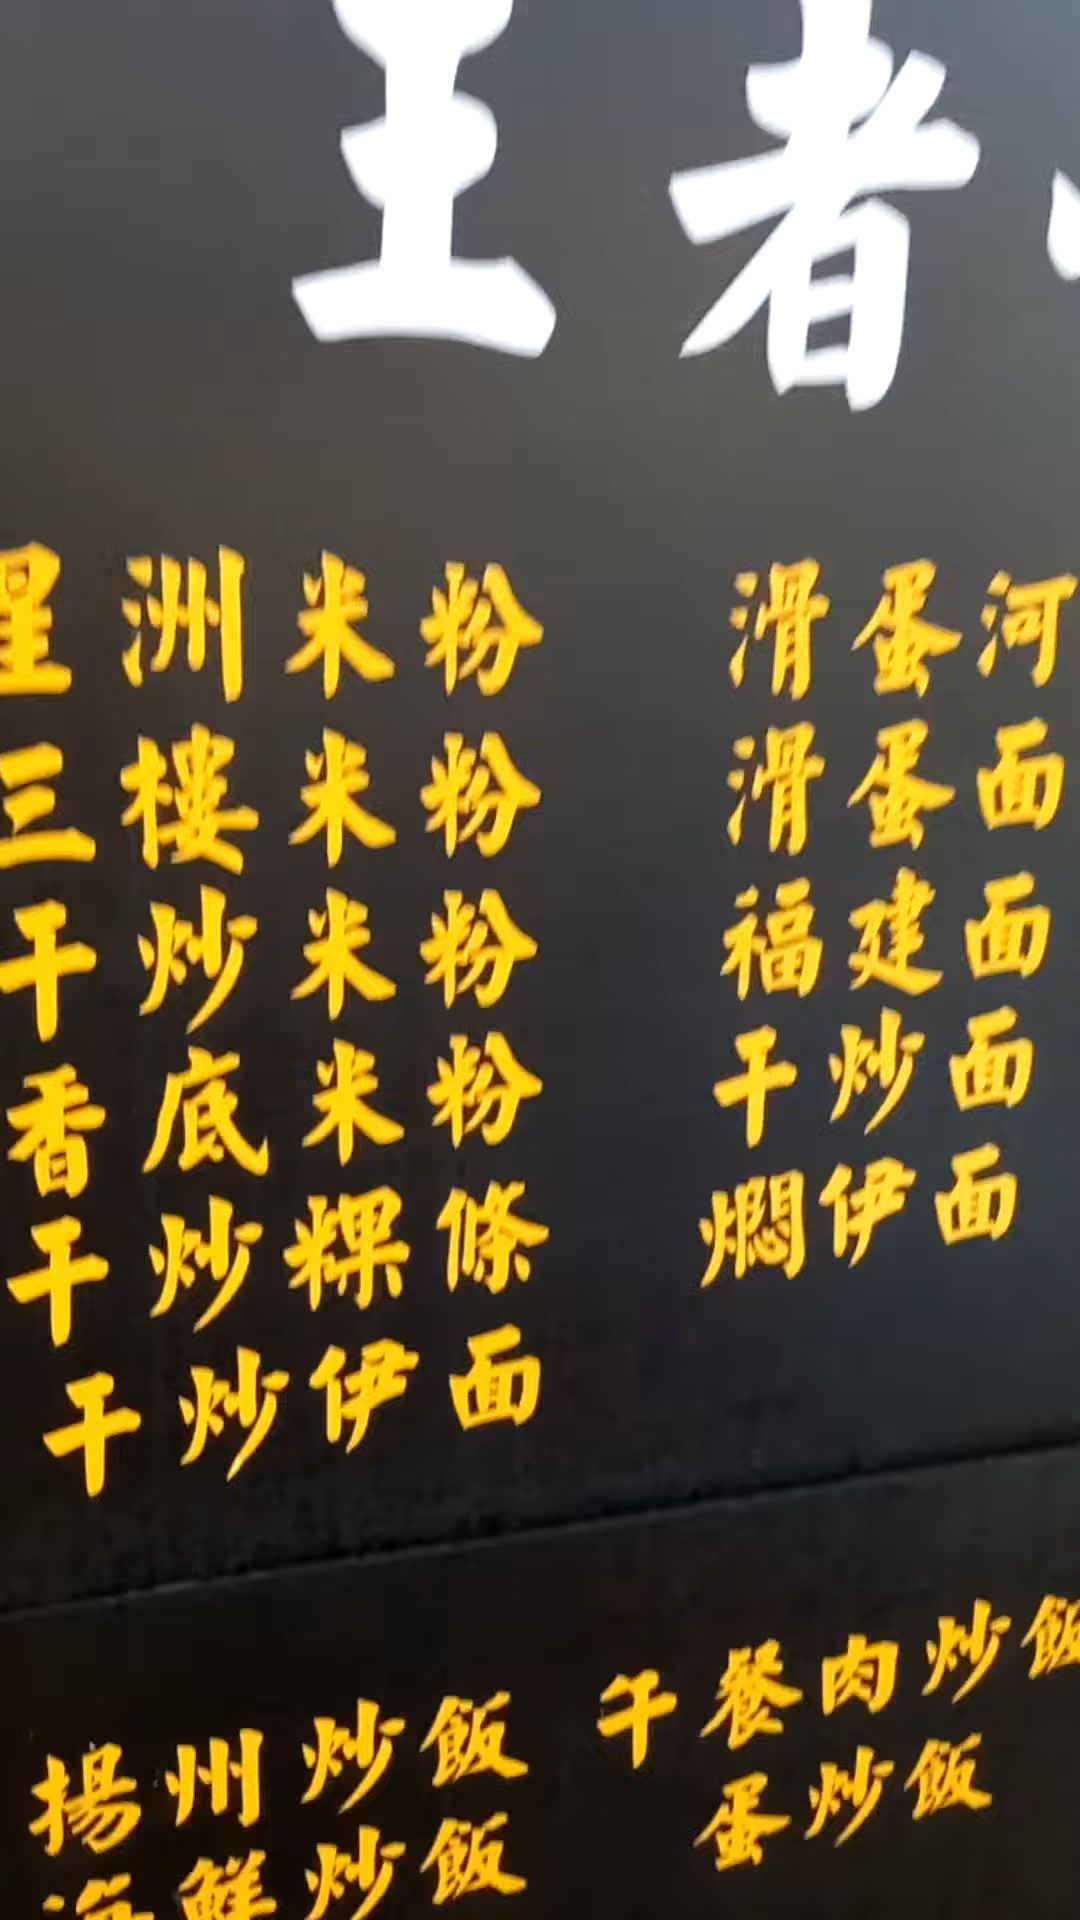 王者
星洲米粉
三樓米粉
干炒米粉
香底米粉
干炒粿條
干炒伊面
滑蛋河
滑蛋面
福建面
干炒面
燜伊面
揚州炒飯
海鮮炒飯
午餐肉炒飯
蛋炒飯